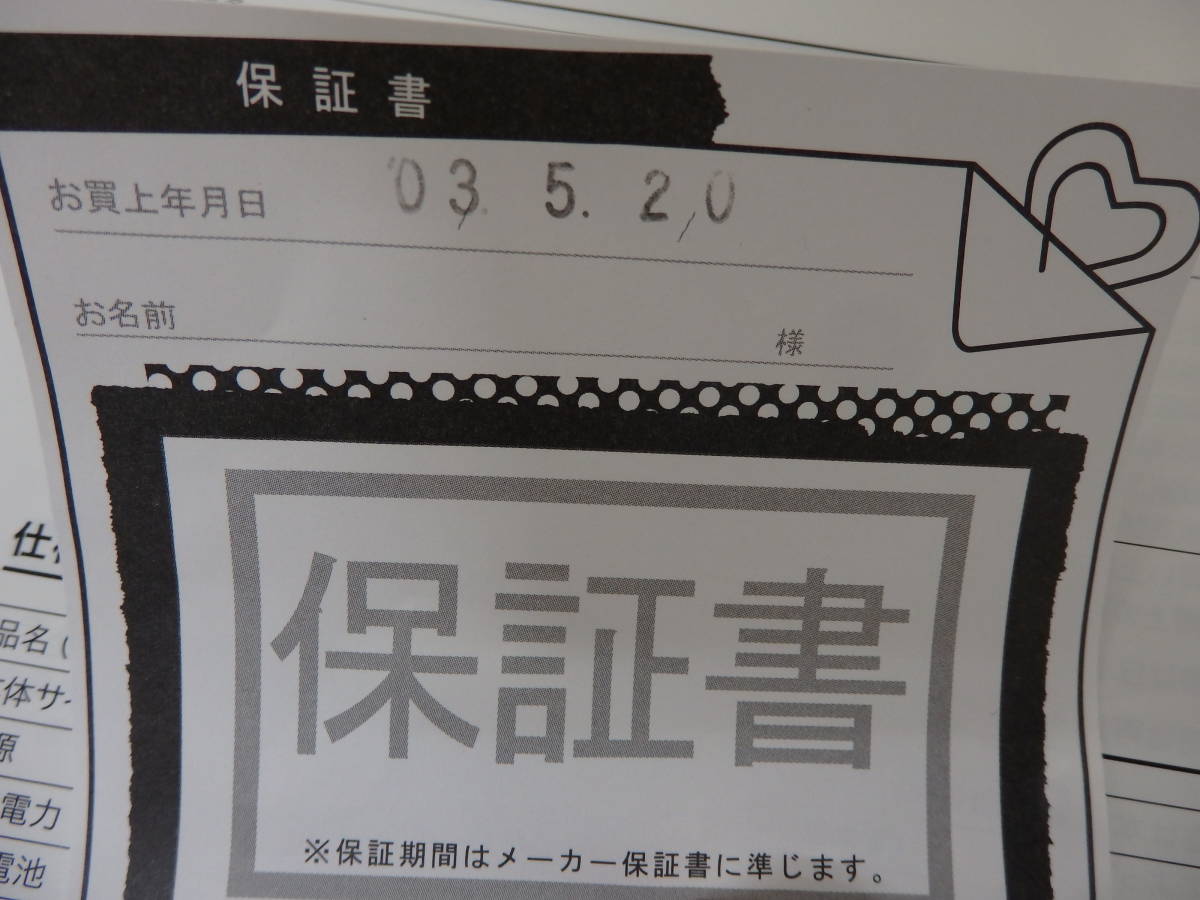 保証書
お買上年月日 '03. 5. 20
お名前 様
保証書
※保証期間はメーカー保証書に準じます。
品名(
体サイ
源
電力
電池